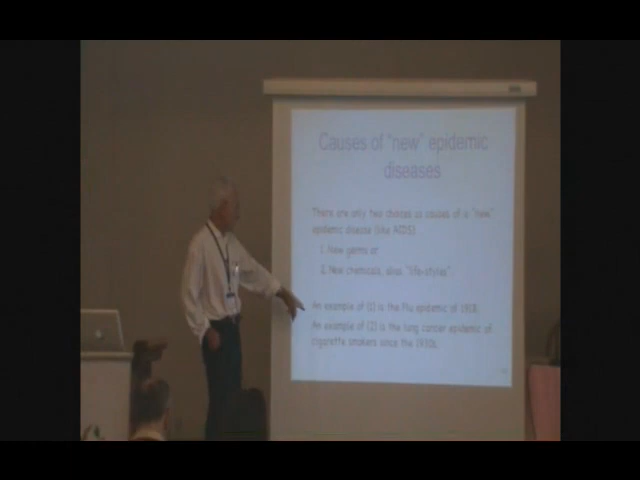 Causes of "new" epidemic
diseases
There are only two choices as causes of a "new"
epidemic disease (like AIDS):
1. New germs or
2. New chemicals, alias "life-styles"
An example of (1) is the flu epidemic of 1918.
An example of (2) is the lung cancer epidemic of
cigarette smokers since the 1930s.